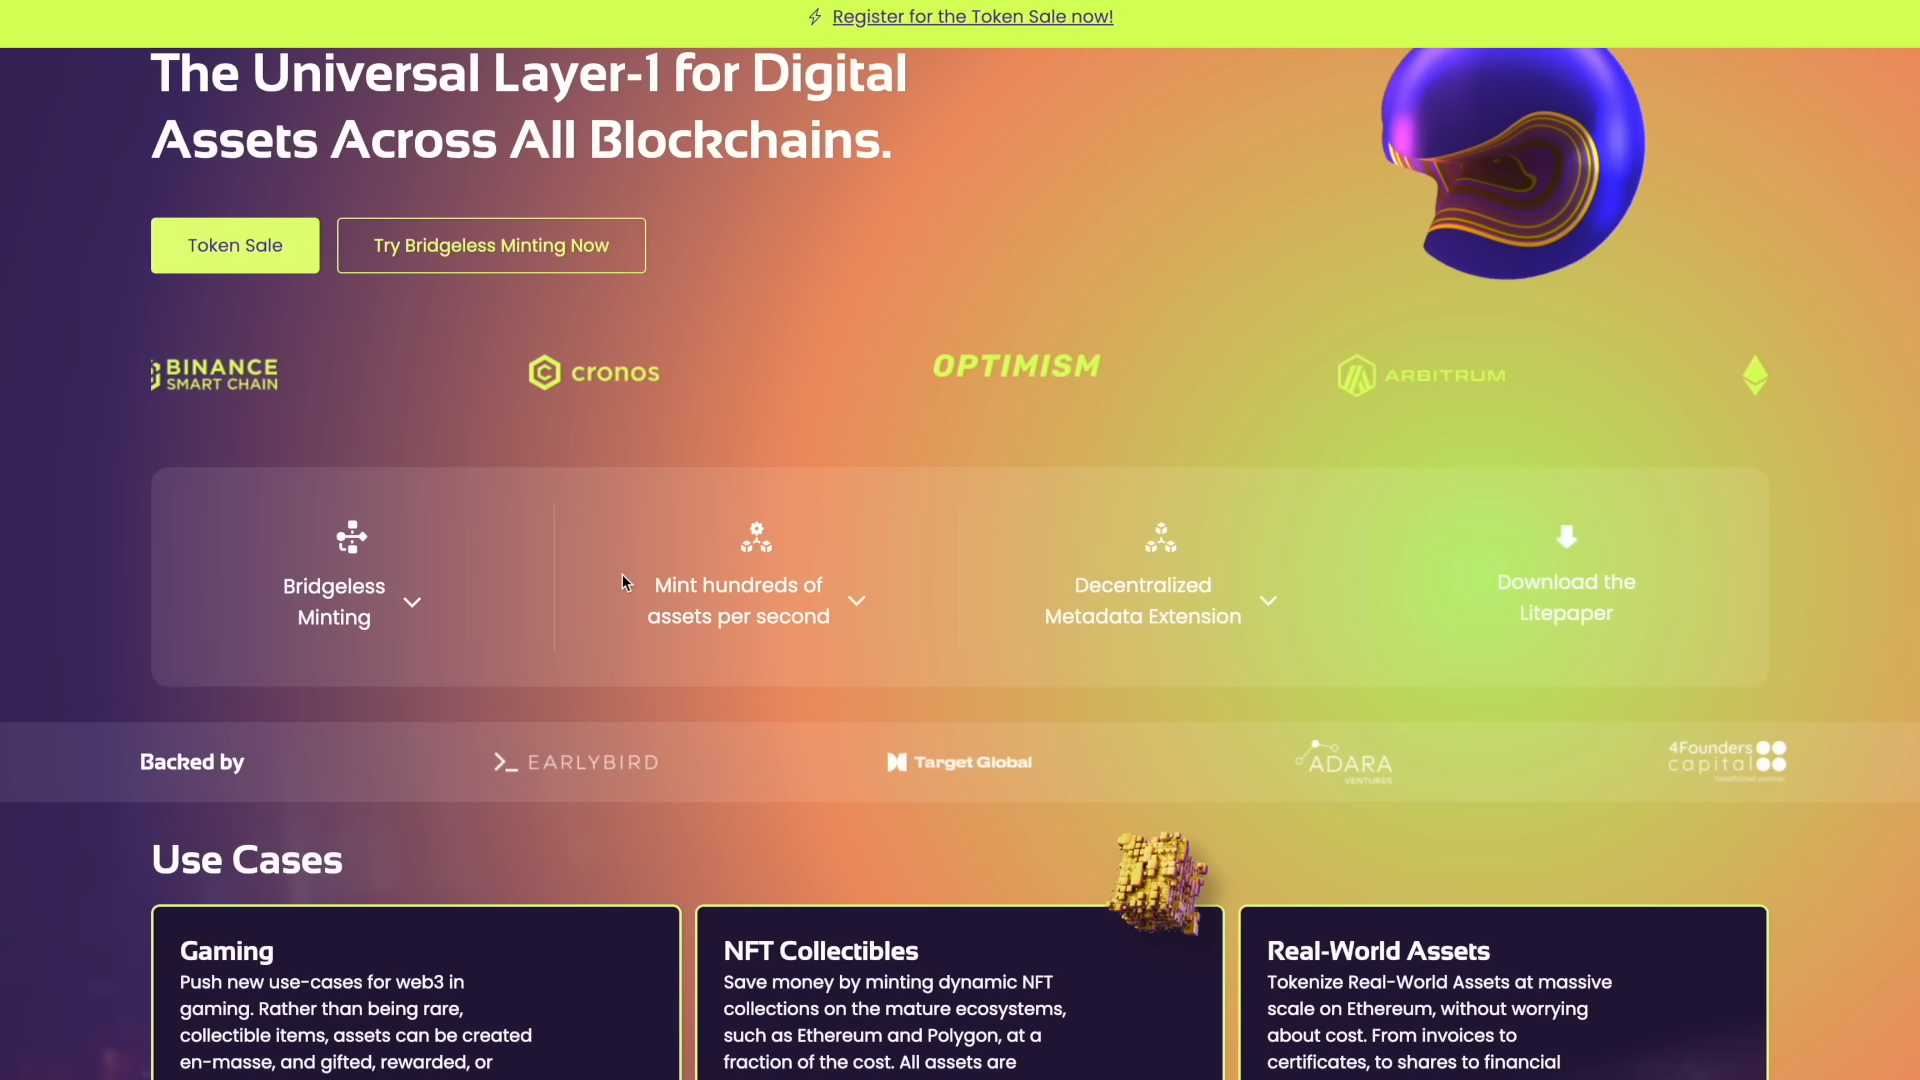 Register for the Token Sale now!
The Universal Layer-1 for Digital
Assets Across All Blockchains.
Token Sale
Try Bridgeless Minting Now
BINANCE
SMART CHAIN
cronos
OPTIMISM
ARBITRUM
Bridgeless
Minting
Mint hundreds of
assets per second
Decentralized
Metadata Extension
Download the
Litepaper
Backed by
EARLYBIRD
Target Global
ADARA
VENTURES
4Founders
capital
Use Cases
Gaming
Push new use-cases for web3 in
gaming. Rather than being rare,
collectible items, assets can be created
en-masse, and gifted, rewarded, or
NFT Collectibles
Save money by minting dynamic NFT
collections on the mature ecosystems,
such as Ethereum and Polygon, at a
fraction of the cost. All assets are
Real-World Assets
Tokenize Real-World Assets at massive
scale on Ethereum, without worrying
about cost. From invoices to
certificates, to shares to financial